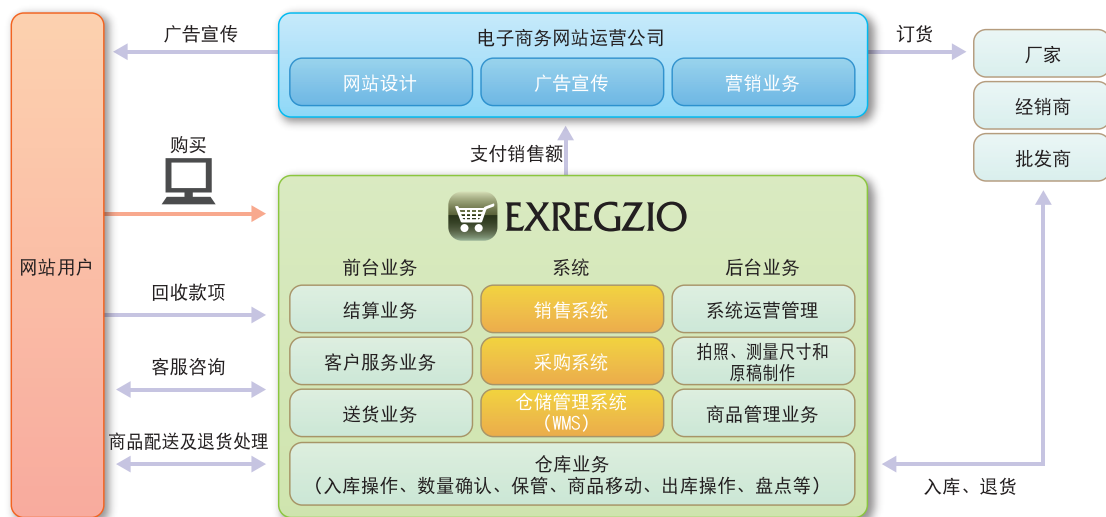 广告宣传
电子商务网站运营公司
网站设计
广告宣传
营销业务
订货
厂家
经销商
批发商
购买
支付销售额
EXREGZIO
网站用户
前台业务
系统
后台业务
回收款项
结算业务
销售系统
系统运营管理
客服咨询
客户服务业务
采购系统
拍照、测量尺寸和
原稿制作
送货业务
仓储管理系统
（WMS）
商品管理业务
商品配送及退货处理
仓库业务
（入库操作、数量确认、保管、商品移动、出库操作、盘点等）
入库、退货